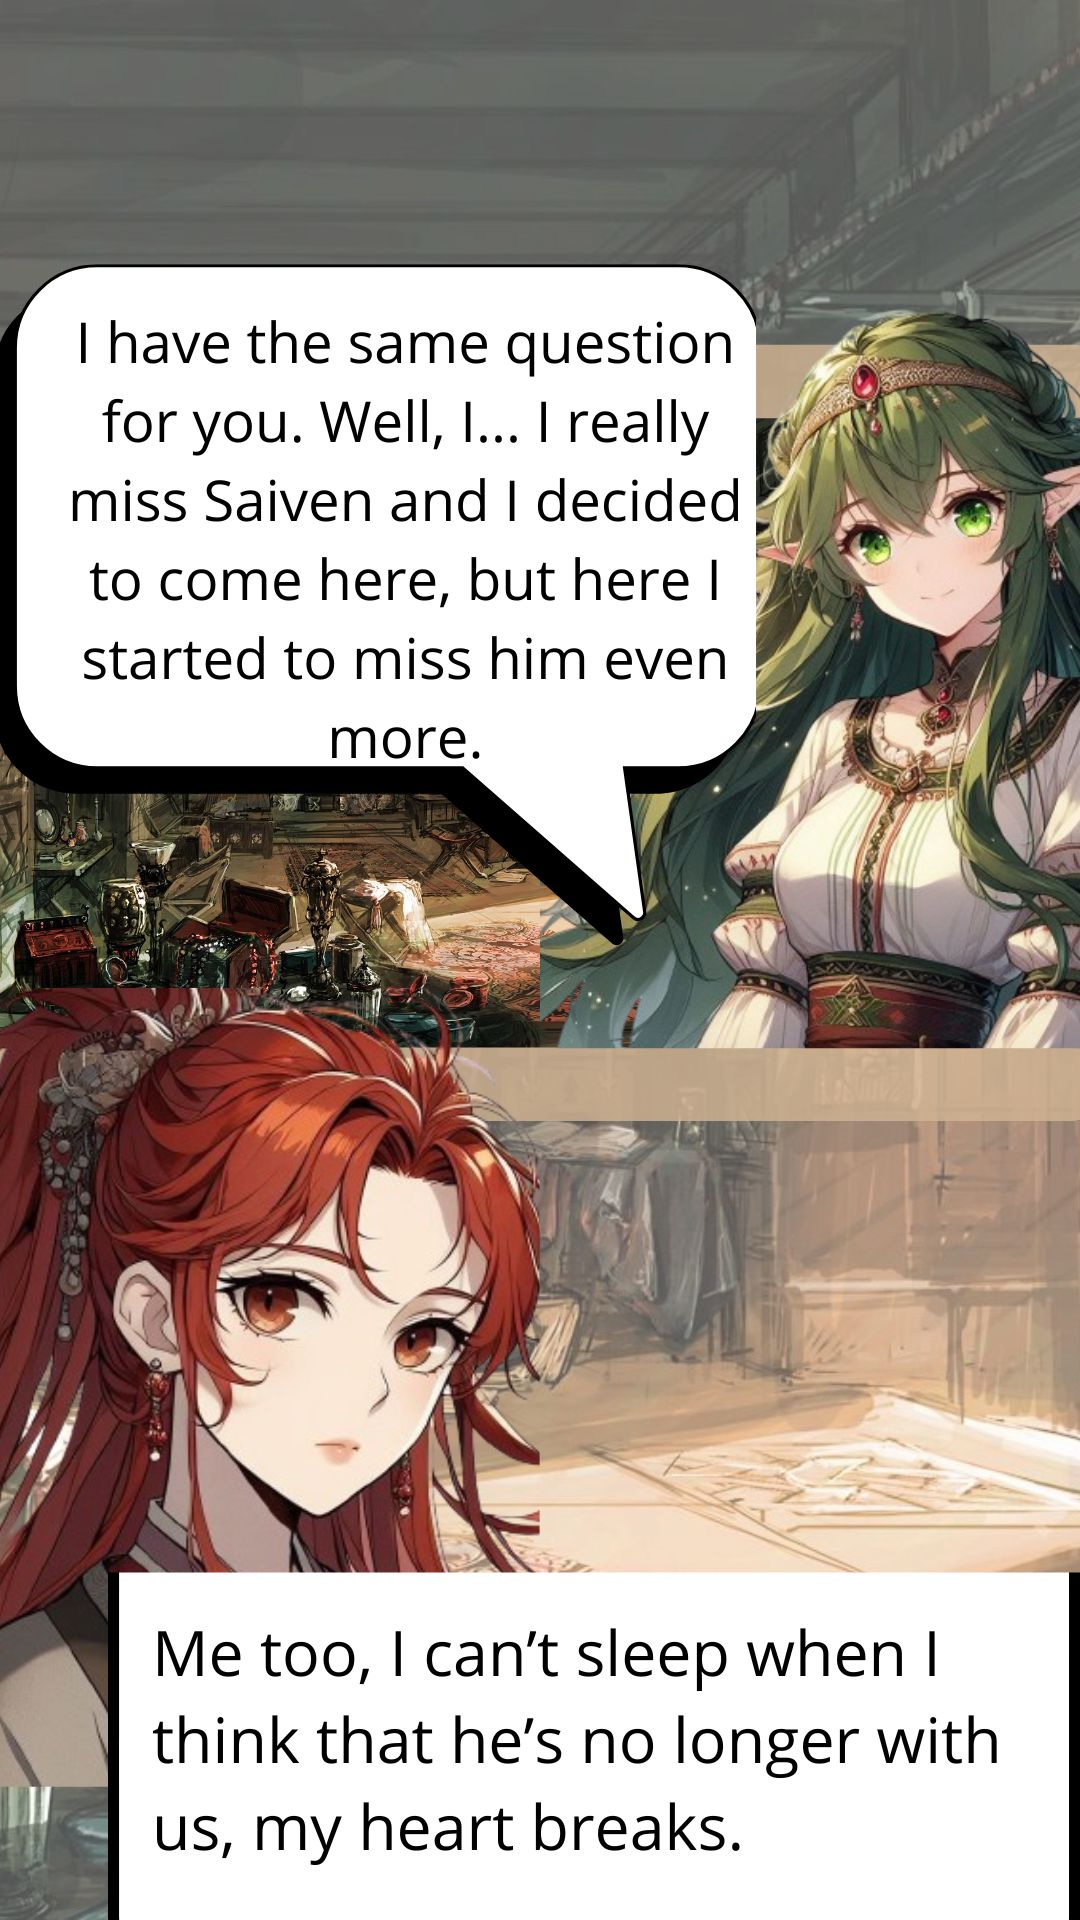 I have the same question
for you. Well, I... I really
miss Saiven and I decided
to come here, but here I
started to miss him even
more.
Me too, I can’t sleep when I
think that he’s no longer with
us, my heart breaks.